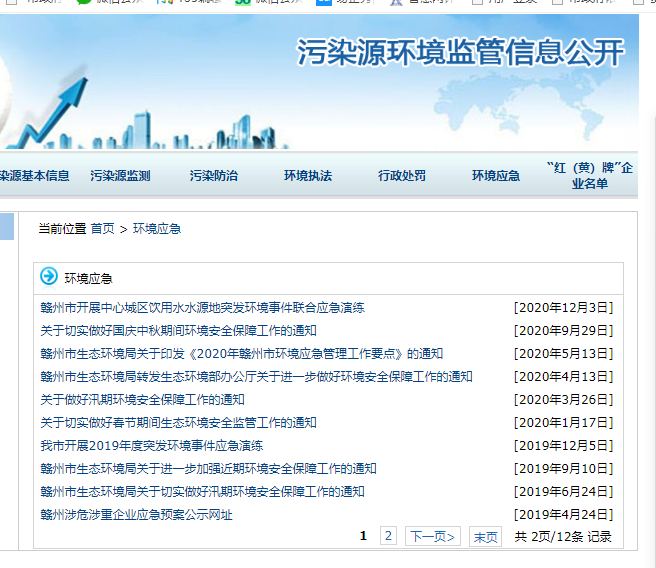 污染源环境监管信息公开
染源基本信息 污染源监测 污染防治 环境执法 行政处罚 环境应急 “红（黄）牌”企
业名单
当前位置 首页 > 环境应急
环境应急
赣州市开展中心城区饮用水水源地突发环境事件联合应急演练 [2020年12月3日]
关于切实做好国庆中秋期间环境安全保障工作的通知 [2020年9月29日]
赣州市生态环境局关于印发《2020年赣州市环境应急管理工作要点》的通知 [2020年5月13日]
赣州市生态环境局转发生态环境部办公厅关于进一步做好环境安全保障工作的通知 [2020年4月13日]
关于做好汛期环境安全保障工作的通知 [2020年3月26日]
关于切实做好春节期间生态环境安全监管工作的通知 [2020年1月17日]
我市开展2019年度突发环境事件应急演练 [2019年12月5日]
赣州市生态环境局关于进一步加强近期环境安全保障工作的通知 [2019年9月10日]
赣州市生态环境局关于切实做好汛期环境安全保障工作的通知 [2019年6月24日]
赣州涉危涉重企业应急预案公示网址 [2019年4月24日]
1 2 下一页> 末页 共 2页/12条 记录